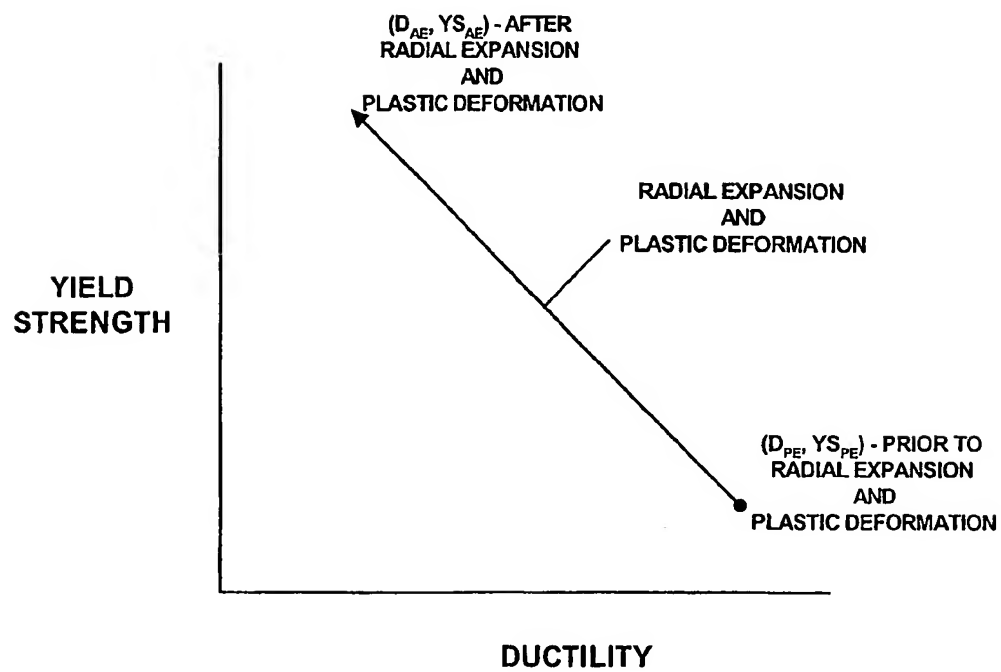 (D_AE, YS_AE) - AFTER
RADIAL EXPANSION
AND
PLASTIC DEFORMATION
RADIAL EXPANSION
AND
PLASTIC DEFORMATION
YIELD
STRENGTH
(D_PE, YS_PE) - PRIOR TO
RADIAL EXPANSION
AND
PLASTIC DEFORMATION
DUCTILITY